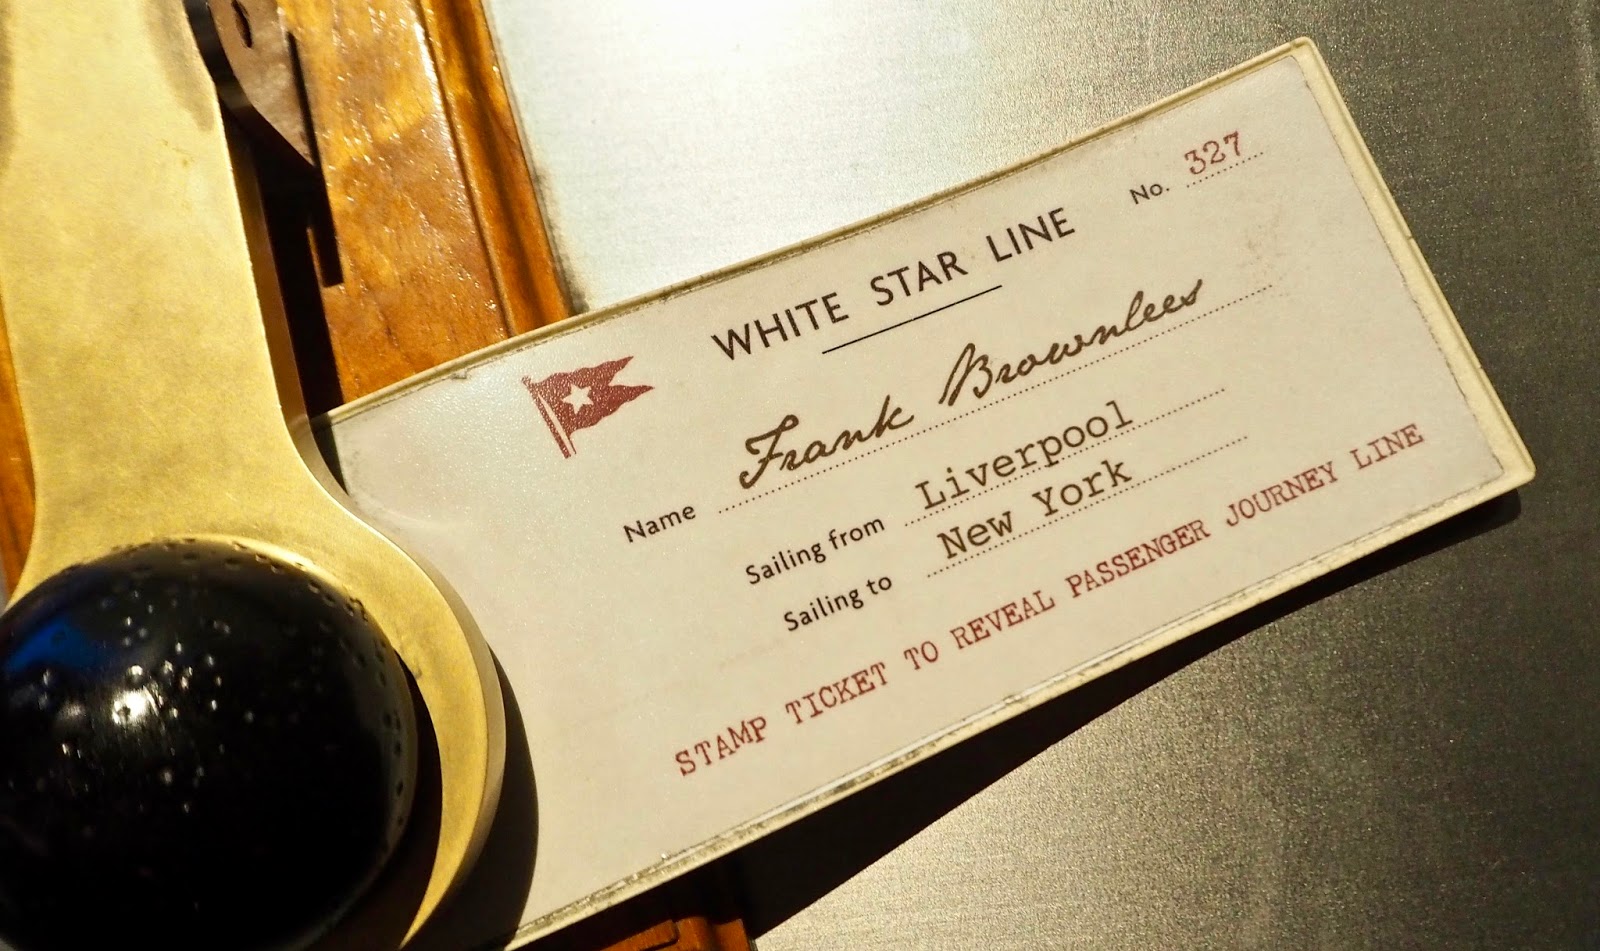 No. 327
WHITE STAR LINE
Name Frank Brownlees
Sailing from Liverpool
Sailing to New York
STAMP TICKET TO REVEAL PASSENGER JOURNEY LINE